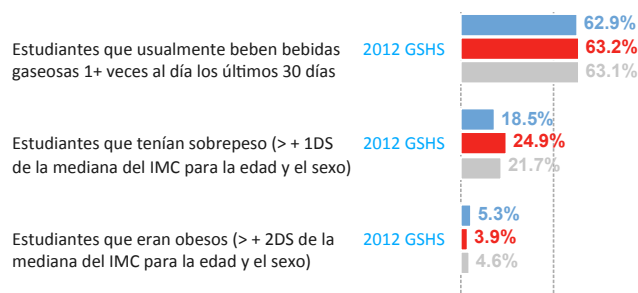 62.9%
Estudiantes que usualmente beben bebidas 2012 GSHS 63.2%
gaseosas 1+ veces al día los últimos 30 días 63.1%
18.5%
Estudiantes que tenían sobrepeso (> + 1DS 2012 GSHS 24.9%
de la mediana del IMC para la edad y el sexo) 21.7%
5.3%
Estudiantes que eran obesos (> + 2DS de la 2012 GSHS 3.9%
mediana del IMC para la edad y el sexo) 4.6%